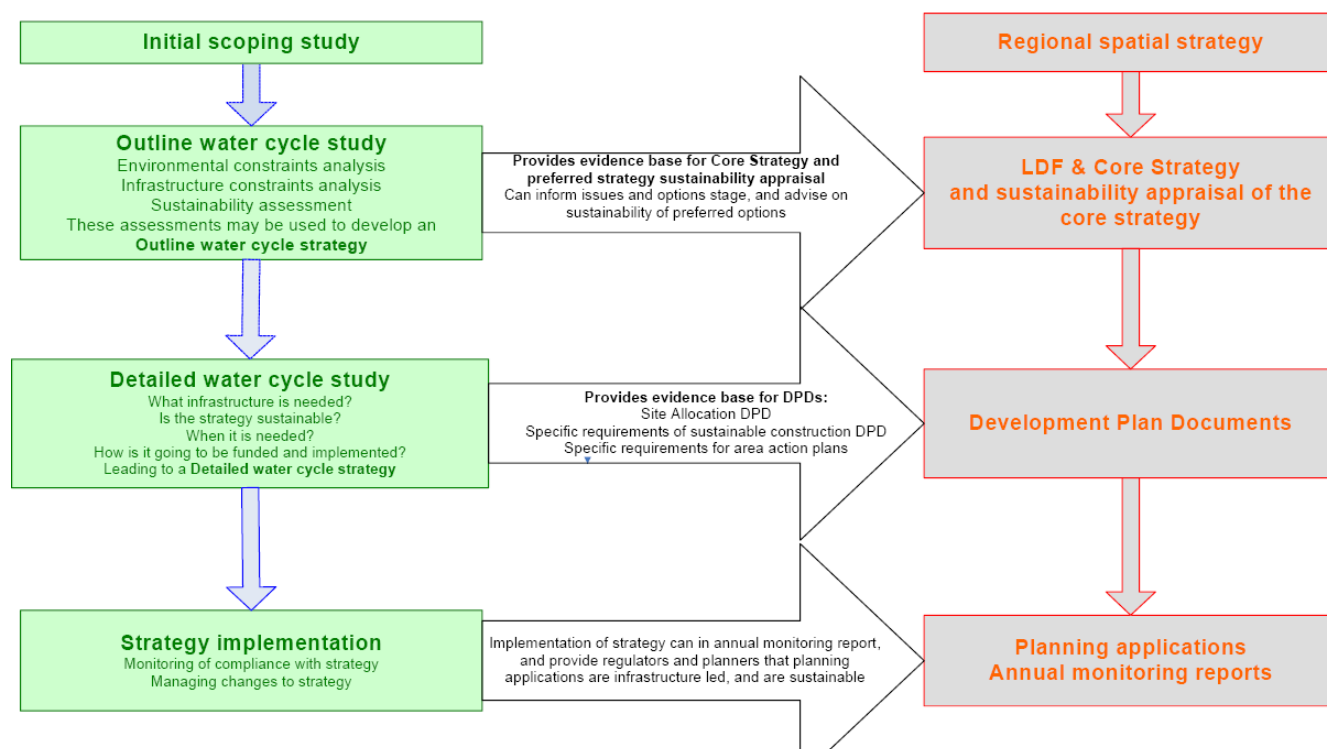 Initial scoping study
Regional spatial strategy
Outline water cycle study
Environmental constraints analysis
Infrastructure constraints analysis
Sustainability assessment
These assessments may be used to develop an
Outline water cycle strategy
Provides evidence base for Core Strategy and
preferred strategy sustainability appraisal
Can inform issues and options stage, and advise on
sustainability of preferred options
LDF & Core Strategy
and sustainability appraisal of the
core strategy
Detailed water cycle study
What infrastructure is needed?
Is the strategy sustainable?
When it is needed?
How is it going to be funded and implemented?
Leading to a Detailed water cycle strategy
Provides evidence base for DPDs:
Site Allocation DPD
Specific requirements of sustainable construction DPD
Specific requirements for area action plans
Development Plan Documents
Strategy implementation
Monitoring of compliance with strategy
Managing changes to strategy
Implementation of strategy can in annual monitoring report,
and provide regulators and planners that planning
applications are infrastructure led, and are sustainable
Planning applications
Annual monitoring reports